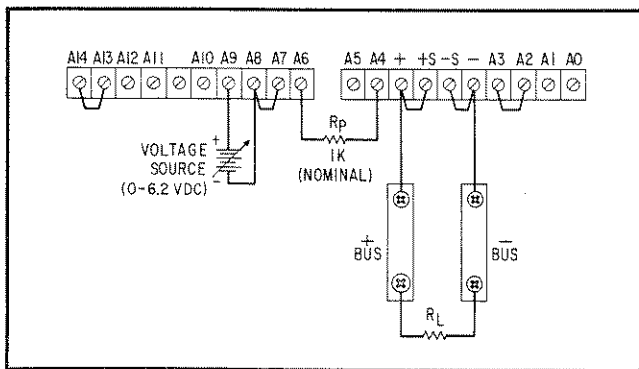 A14 A13 A12 A11 A10 A9 A8 A7 A6 A5 A4 + +S -S - A3 A2 A1 A0
RP
1K
(NOMINAL)
+
VOLTAGE
SOURCE
(0-6.2 VDC)
-
+
BUS
-
BUS
RL